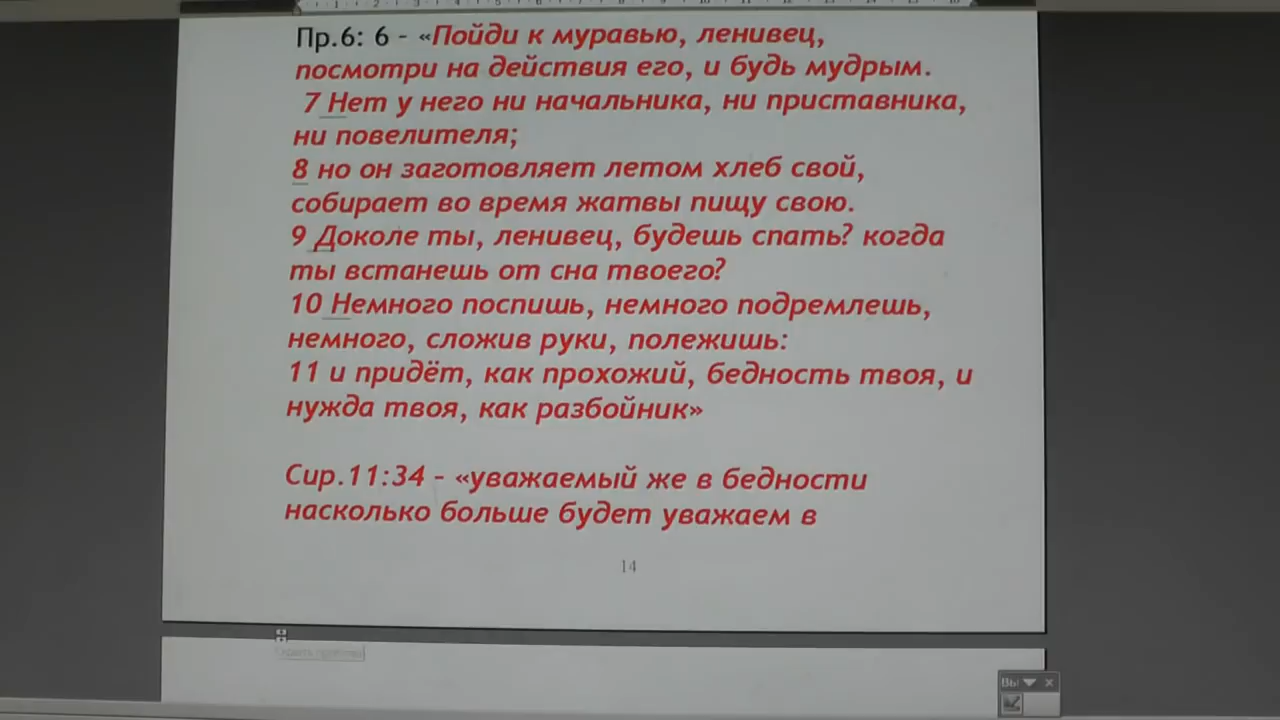 Пр.6: 6 - «Пойди к муравью, ленивец,
посмотри на действия его, и будь мудрым.
7 Нет у него ни начальника, ни приставника,
ни повелителя;
8 но он заготовляет летом хлеб свой,
собирает во время жатвы пищу свою.
9 Доколе ты, ленивец, будешь спать? когда
ты встанешь от сна твоего?
10 Немного поспишь, немного подремлешь,
немного, сложив руки, полежишь:
11 и придёт, как прохожий, бедность твоя, и
нужда твоя, как разбойник»
Сир.11:34 - «уважаемый же в бедности
насколько больше будет уважаем в
14
Вы